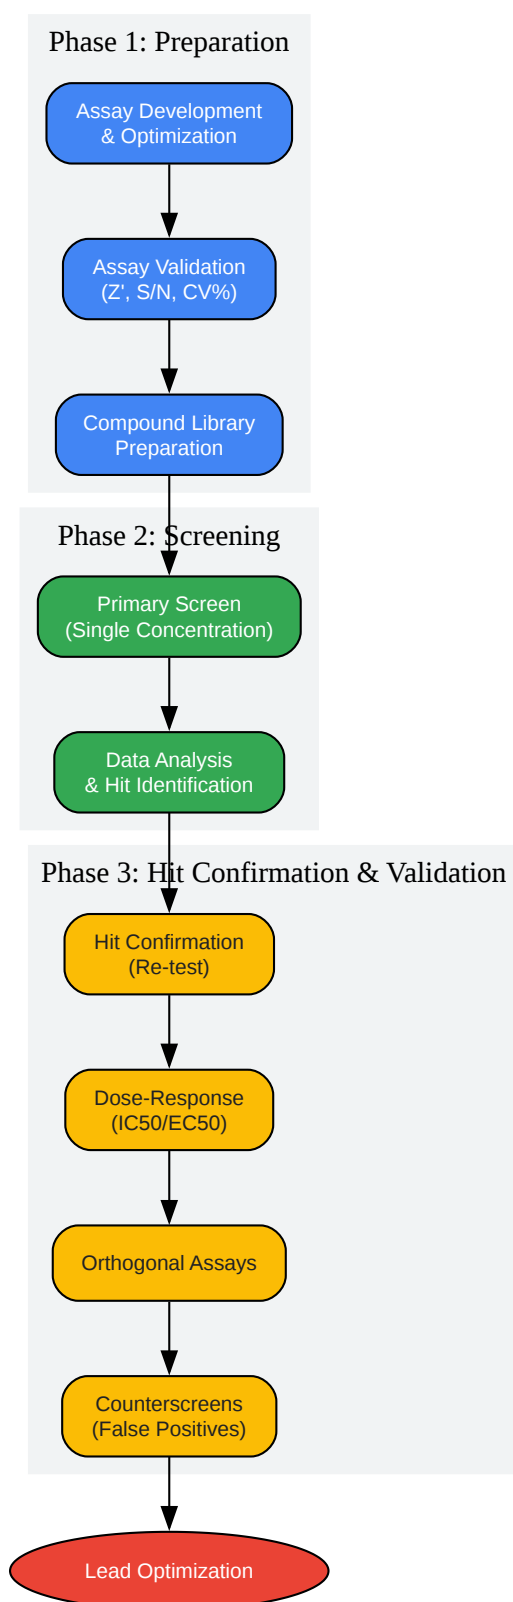 Phase 1: Preparation
Assay Development
& Optimization
Assay Validation
(Z', S/N, CV%)
Compound Library
Preparation
Phase 2: Screening
Primary Screen
(Single Concentration)
Data Analysis
& Hit Identification
Phase 3: Hit Confirmation & Validation
Hit Confirmation
(Re-test)
Dose-Response
(IC50/EC50)
Orthogonal Assays
Counterscreens
(False Positives)
Lead Optimization